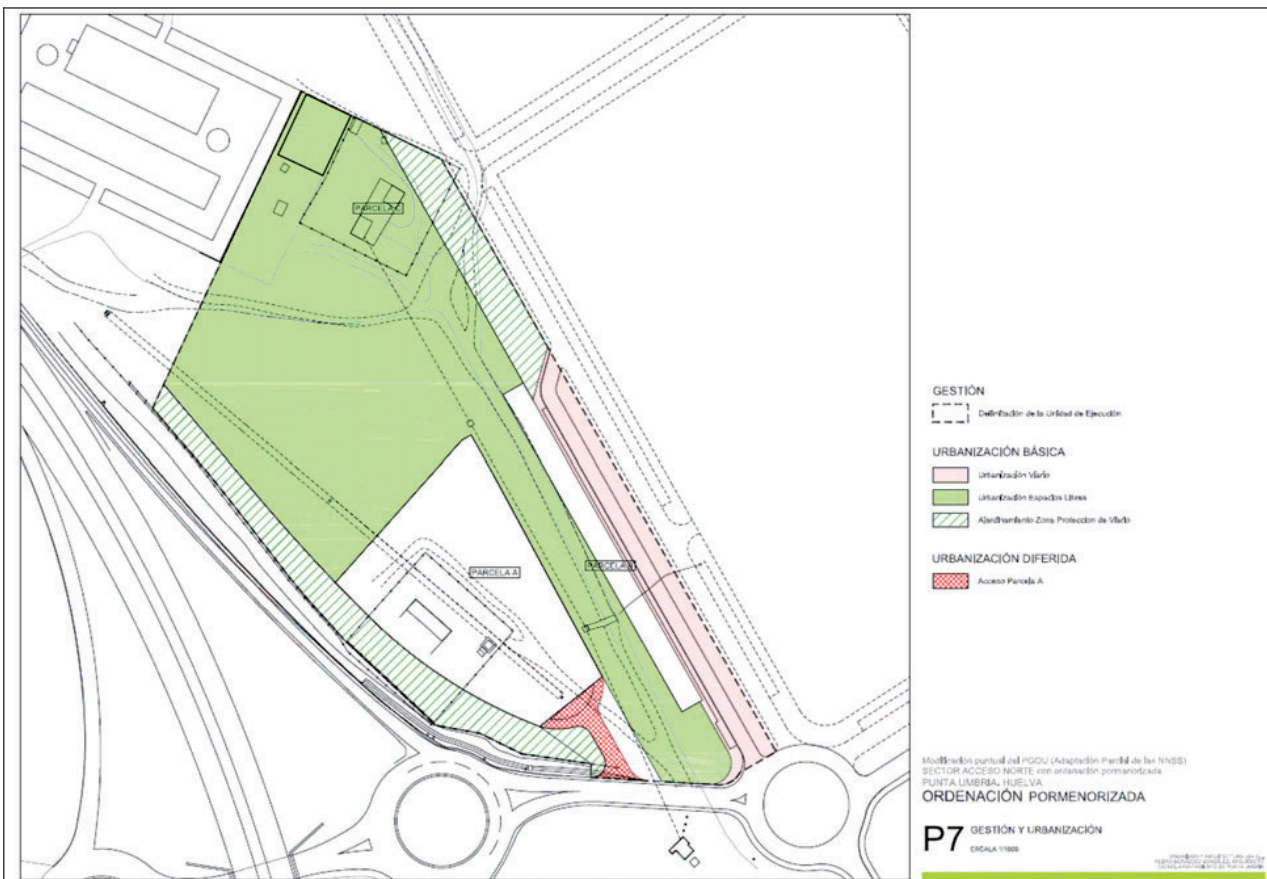 PARCELA C
PARCELA A
PARCELA
GESTIÓN
Delimitación de la Unidad de Ejecución
URBANIZACIÓN BÁSICA
Urbanización Viario
Urbanización Espacios Libres
Ajardinamiento Zona Protección de Viario
URBANIZACIÓN DIFERIDA
Acceso Parcela A
Modificación puntual del PGOU (Adaptación Parcial de las NNSS)
SECTOR ACCESO NORTE con ordenación pormenorizada
PUNTA UMBRIA, HUELVA
ORDENACIÓN PORMENORIZADA
P7 GESTIÓN Y URBANIZACIÓN
ESCALA 1/1000